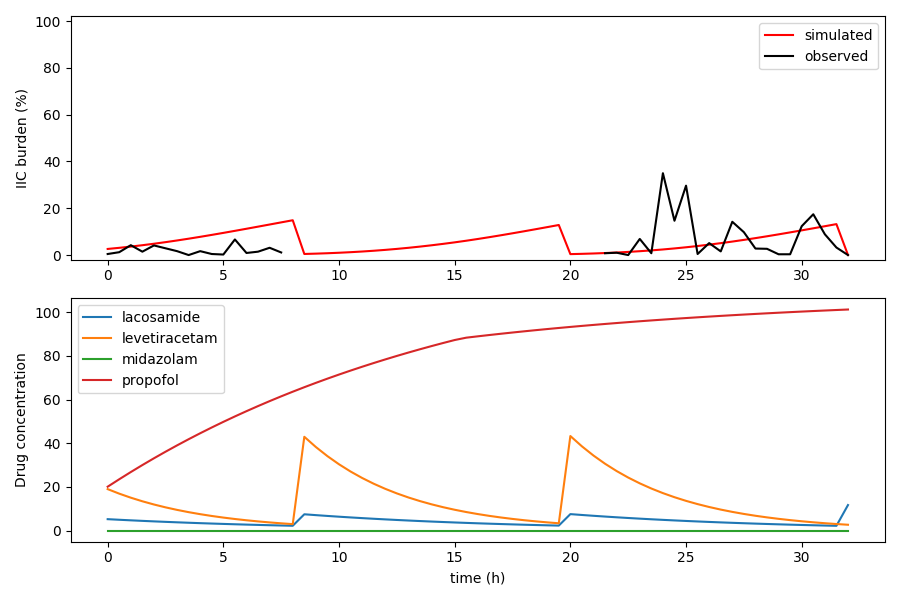 IIC burden (%)
100
80
60
40
20
0
simulated
observed
0 5 10 15 20 25 30
Drug concentration
100
80
60
40
20
0
lacosamide
levetiracetam
midazolam
propofol
0 5 10 15 20 25 30
time (h)